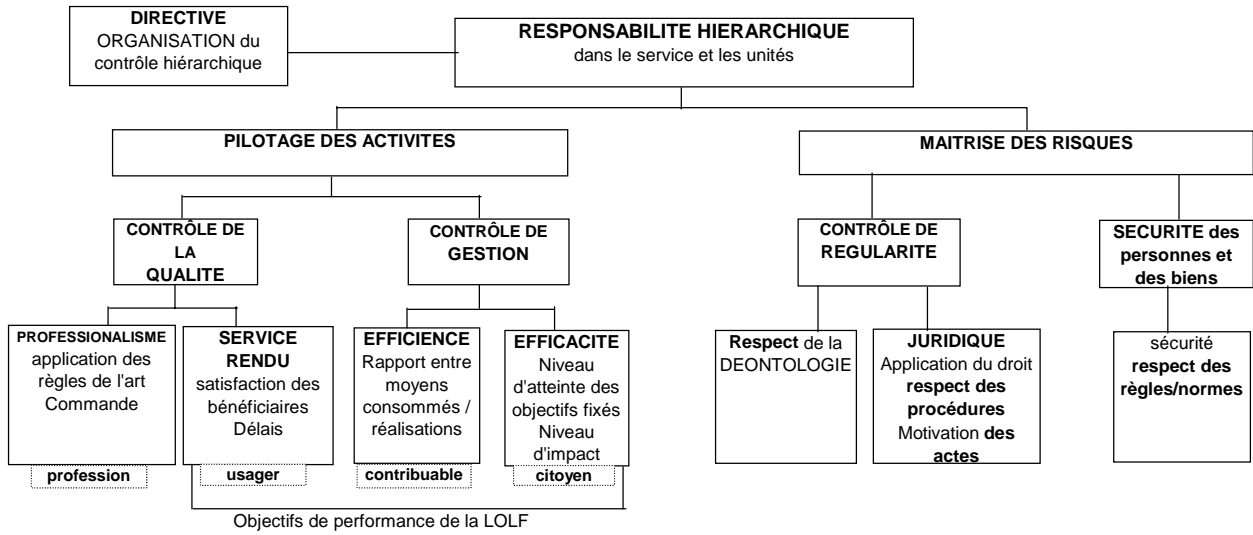 DIRECTIVE
ORGANISATION du
contrôle hiérarchique
RESPONSABILITE HIERARCHIQUE
dans le service et les unités
PILOTAGE DES ACTIVITES
MAITRISE DES RISQUES
CONTRÔLE DE
LA
QUALITE
CONTRÔLE DE
GESTION
CONTRÔLE DE
REGULARITE
SECURITE des
personnes et
des biens
PROFESSIONALISME
application des
règles de l'art
Commande
profession
SERVICE
RENDU
satisfaction des
bénéficiaires
Délais
usager
EFFICIENCE
Rapport entre
moyens
consommés /
réalisations
contribuable
EFFICACITE
Niveau
d'atteinte des
objectifs fixés
Niveau
d'impact
citoyen
Respect de la
DEONTOLOGIE
JURIDIQUE
Application du droit
respect des
procédures
Motivation des
actes
sécurité
respect des
règles/normes
Objectifs de performance de la LOLF